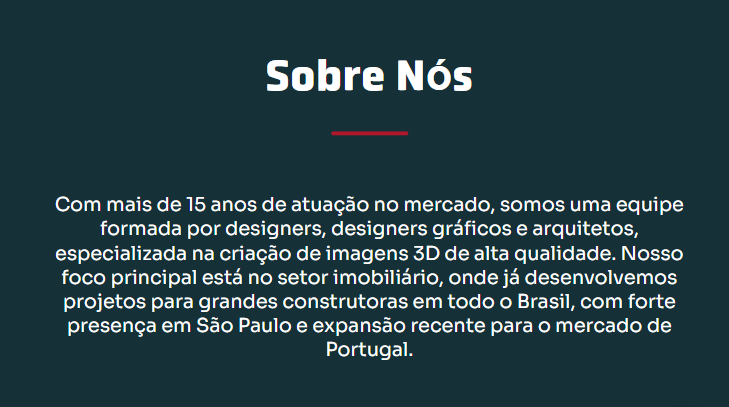 Sobre Nós
Com mais de 15 anos de atuação no mercado, somos uma equipe
formada por designers, designers gráficos e arquitetos,
especializada na criação de imagens 3D de alta qualidade. Nosso
foco principal está no setor imobiliário, onde já desenvolvemos
projetos para grandes construtoras em todo o Brasil, com forte
presença em São Paulo e expansão recente para o mercado de
Portugal.